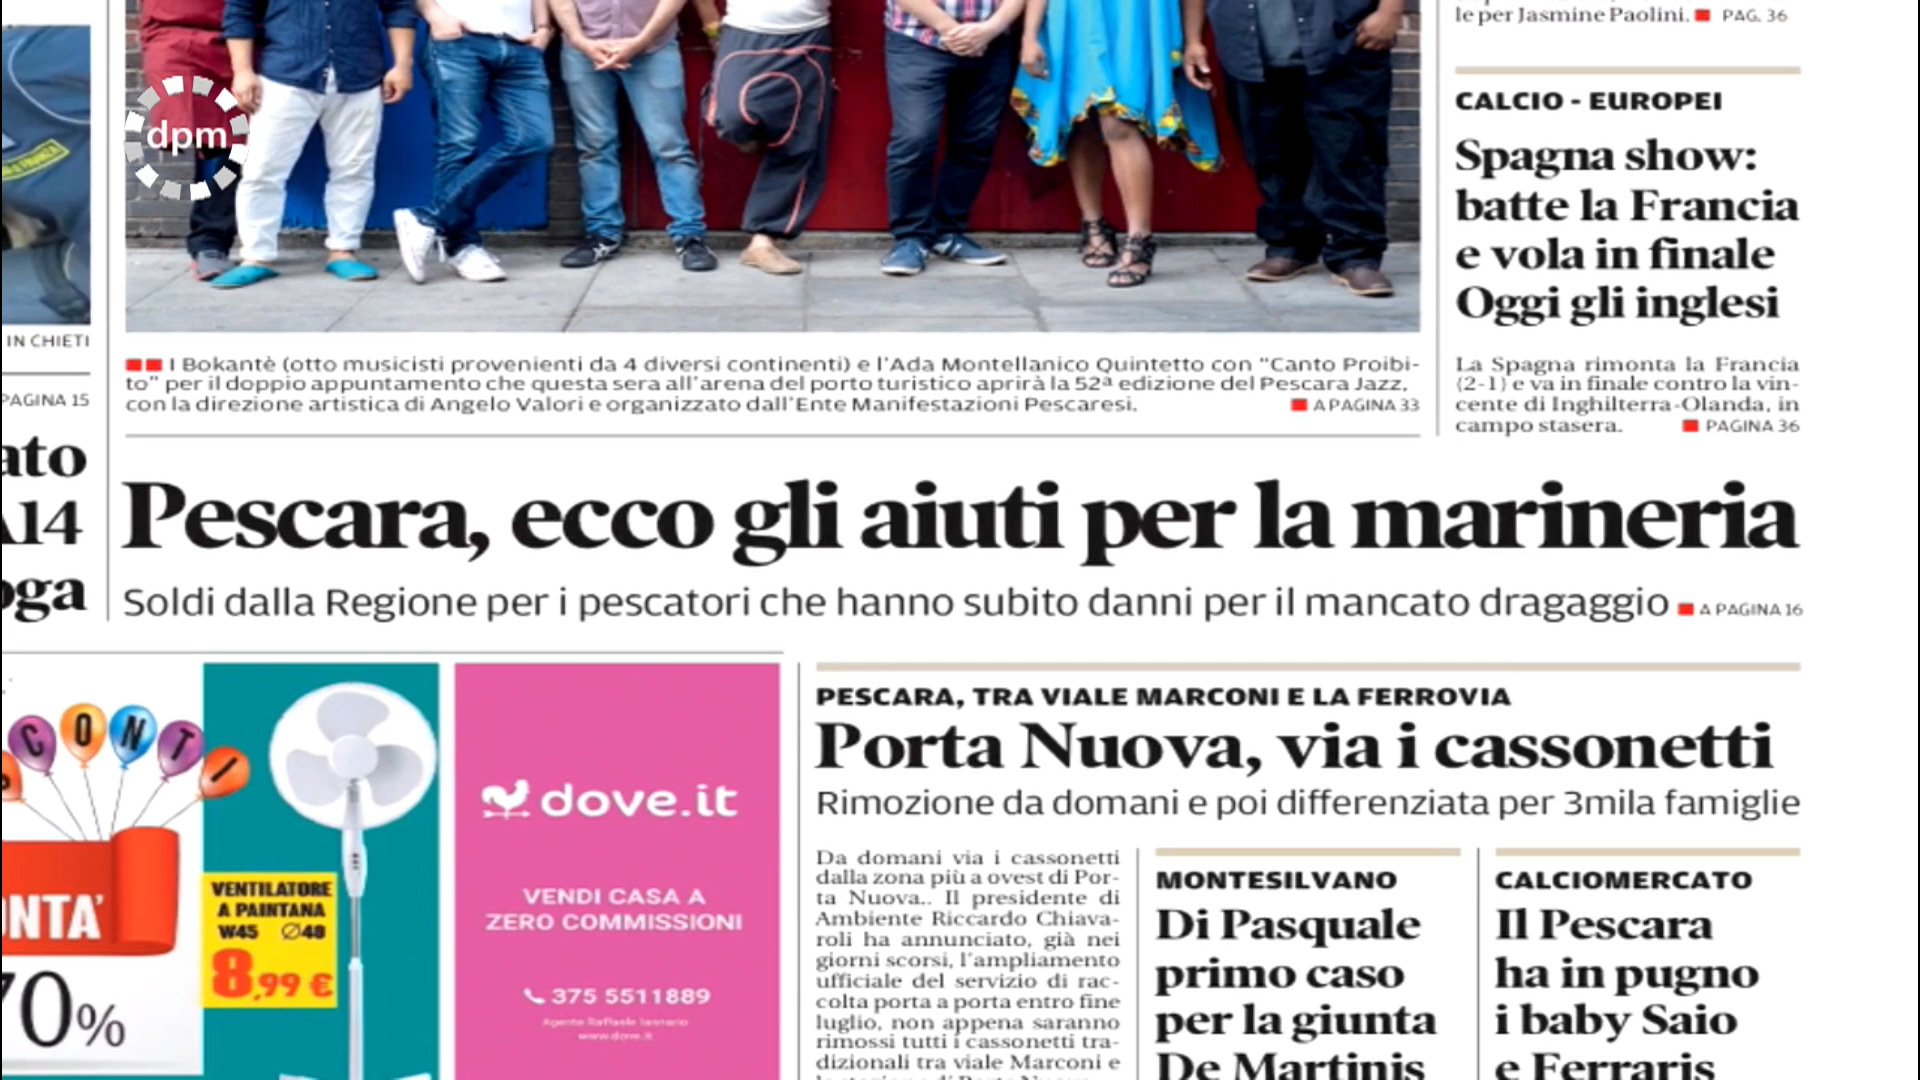 le per Jasmine Paolini. PAG. 36
dpm
CALCIO - EUROPEI
Spagna show:
batte la Francia
e vola in finale
Oggi gli inglesi
La Spagna rimonta la Francia
(2-1) e va in finale contro la vin-
cente di Inghilterra-Olanda, in
campo stasera. PAGINA 36
IN CHIETI
PAGINA 15
ato
A14
oga
I Bokantè (otto musicisti provenienti da 4 diversi continenti) e l'Ada Montellanico Quintetto con "Canto Proibi-
to" per il doppio appuntamento che questa sera all'arena del porto turistico aprirà la 52ª edizione del Pescara Jazz,
con la direzione artistica di Angelo Valori e organizzato dall'Ente Manifestazioni Pescaresi. A PAGINA 33
Pescara, ecco gli aiuti per la marineria
Soldi dalla Regione per i pescatori che hanno subito danni per il mancato dragaggio A PAGINA 16
SCONTI
ONTA'
70%
VENTILATORE
A PAINTANA
W45 Ø40
8,99 €
dove.it
VENDI CASA A
ZERO COMMISSIONI
375 5511889
Agente Raffaele Iannario
www.dove.it
PESCARA, TRA VIALE MARCONI E LA FERROVIA
Porta Nuova, via i cassonetti
Rimozione da domani e poi differenziata per 3mila famiglie
Da domani via i cassonetti
dalla zona più a ovest di Por-
ta Nuova.. Il presidente di
Ambiente Riccardo Chiava-
roli ha annunciato, già nei
giorni scorsi, l'ampliamento
ufficiale del servizio di rac-
colta porta a porta entro fine
luglio, non appena saranno
rimossi tutti i cassonetti tra-
dizionali tra viale Marconi e
MONTESILVANO
Di Pasquale
primo caso
per la giunta
De Martinis
CALCIOMERCATO
Il Pescara
ha in pugno
i baby Saio
e Ferraris